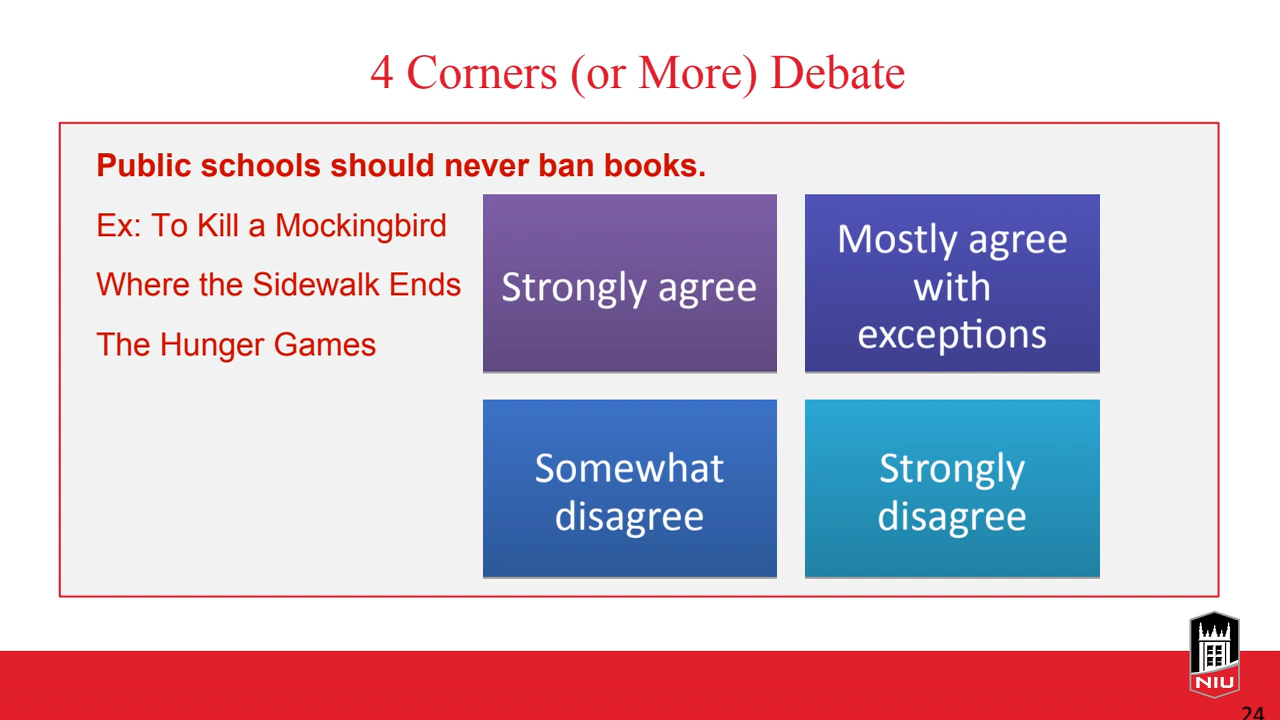 4 Corners (or More) Debate
Public schools should never ban books.
Ex: To Kill a Mockingbird
Where the Sidewalk Ends
The Hunger Games
Strongly agree
Mostly agree
with
exceptions
Somewhat
disagree
Strongly
disagree
NIU
24